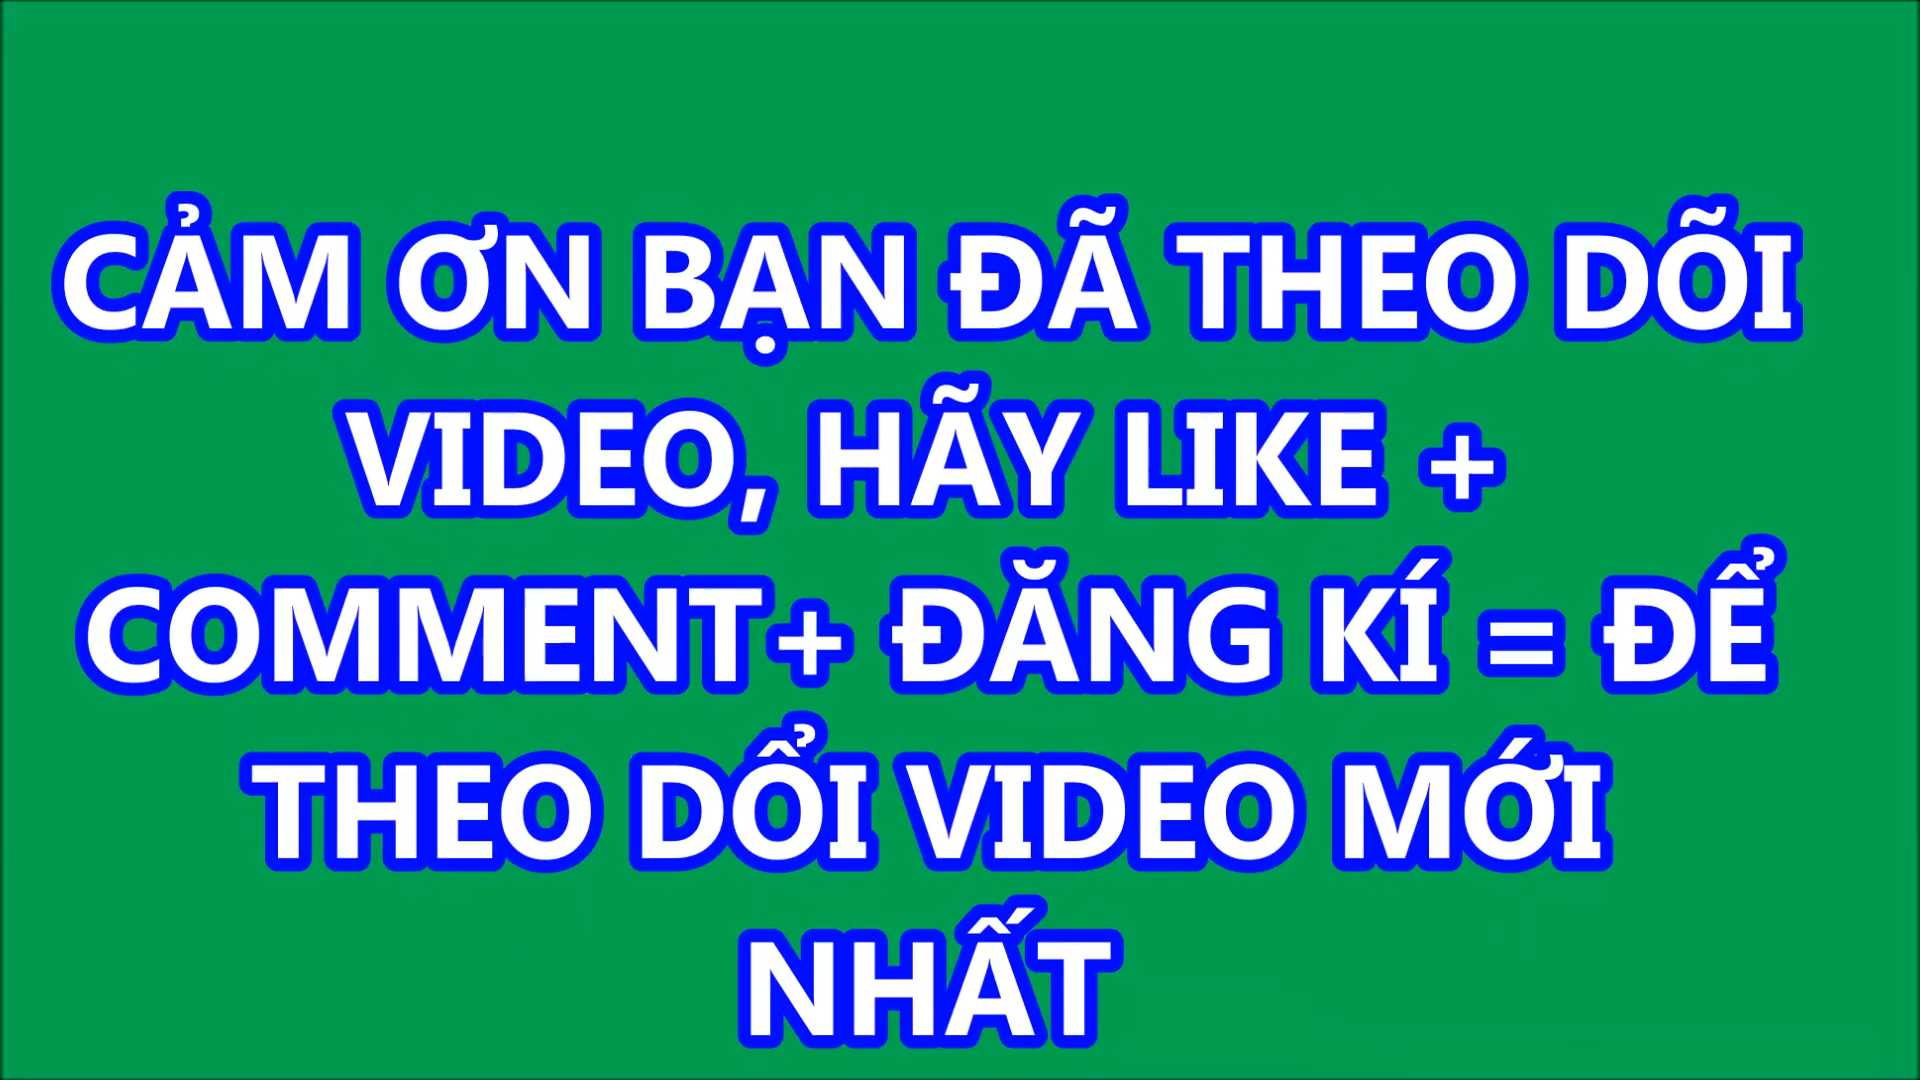 CẢM ƠN BẠN ĐÃ THEO DÕI
VIDEO, HÃY LIKE +
COMMENT+ ĐĂNG KÍ = ĐỂ
THEO DỔI VIDEO MỚI
NHẤT